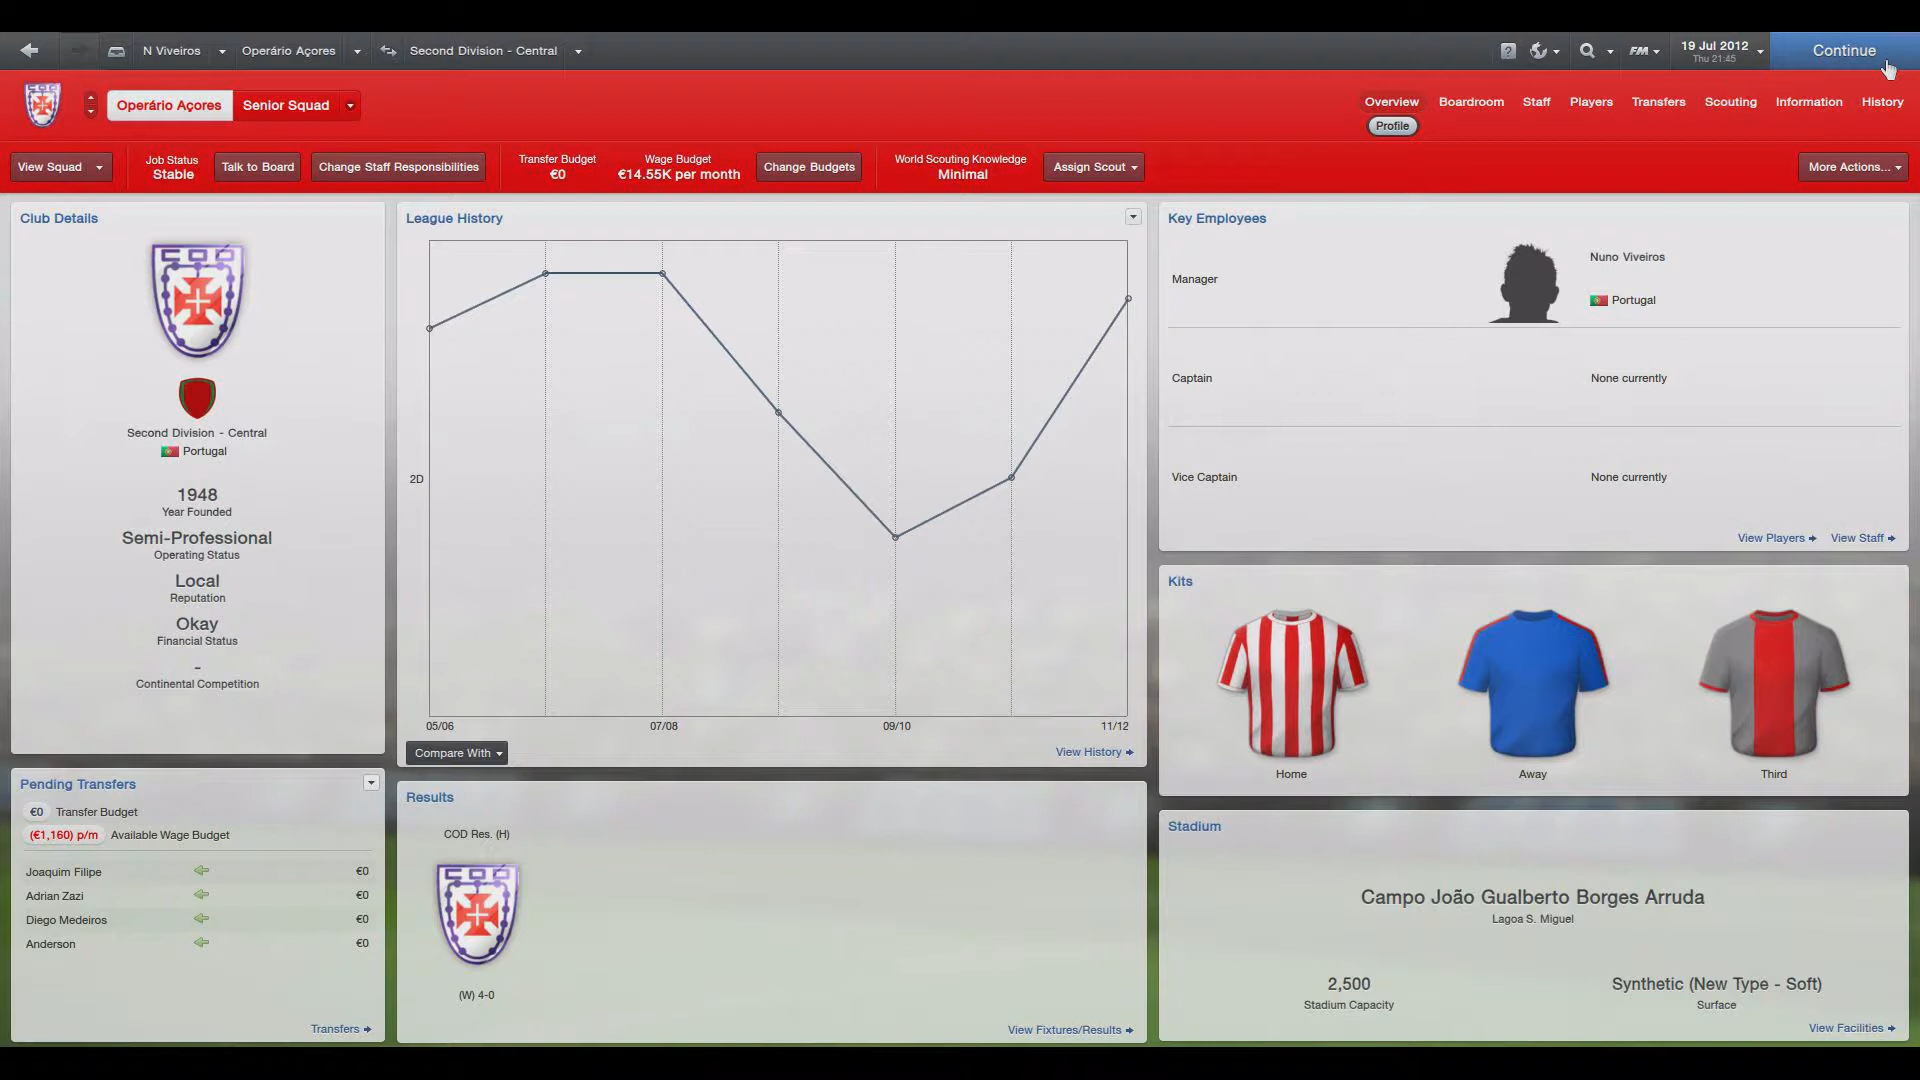 N Viveiros
Operário Açores
Second Division - Central
?
FM
19 Jul 2012
Thu 21:45
Continue
Operário Açores
Senior Squad
Overview
Boardroom
Staff
Players
Transfers
Scouting
Information
History
Profile
View Squad
Job Status
Stable
Talk to Board
Change Staff Responsibilities
Transfer Budget
€0
Wage Budget
€14.55K per month
Change Budgets
World Scouting Knowledge
Minimal
Assign Scout
More Actions...
Club Details
COD
Second Division - Central
Portugal
1948
Year Founded
Semi-Professional
Operating Status
Local
Reputation
Okay
Financial Status
-
Continental Competition
Pending Transfers
€0 Transfer Budget
(€1,160) p/m Available Wage Budget
Joaquim Filipe €0
Adrian Zazi €0
Diego Medeiros €0
Anderson €0
Transfers
League History
2D
05/06 07/08 09/10 11/12
Compare With
View History
Results
COD Res. (H)
COD
(W) 4-0
View Fixtures/Results
Key Employees
Manager
Nuno Viveiros
Portugal
Captain
None currently
Vice Captain
None currently
View Players
View Staff
Kits
Home
Away
Third
Stadium
Campo João Gualberto Borges Arruda
Lagoa S. Miguel
2,500
Stadium Capacity
Synthetic (New Type - Soft)
Surface
View Facilities